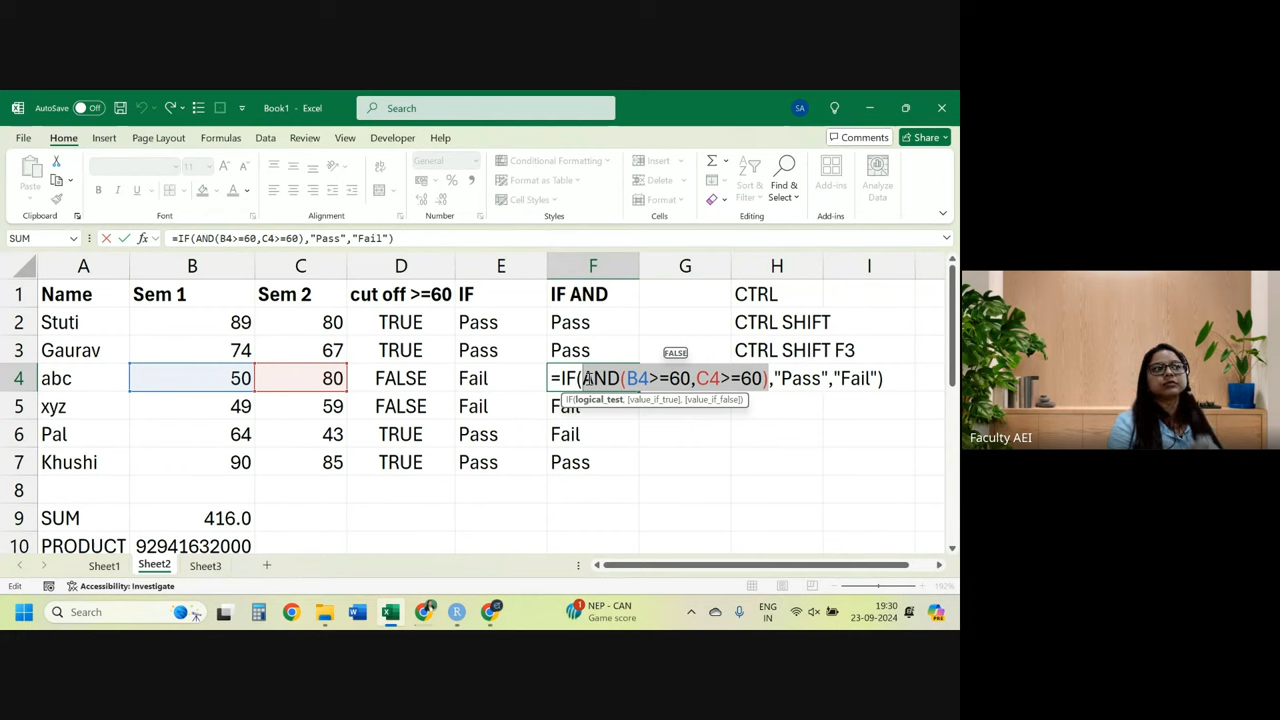 AutoSave Off Book1 - Excel Search SA
File Home Insert Page Layout Formulas Data Review View Developer Help Comments Share
Paste 11 General Conditional Formatting Insert Sort & Find & Add-ins Analyze
Format as Table Delete Filter Select Data
Cell Styles Format
Clipboard Font Alignment Number Styles Cells Editing Add-ins
SUM fx =IF(AND(B4>=60,C4>=60),"Pass","Fail")
A B C D E F G H I
1 Name Sem 1 Sem 2 cut off >=60 IF IF AND CTRL
2 Stuti 89 80 TRUE Pass Pass CTRL SHIFT
3 Gaurav 74 67 TRUE Pass Pass CTRL SHIFT F3
FALSE
4 abc 50 80 FALSE Fail =IF(AND(B4>=60,C4>=60),"Pass","Fail")
IF(logical_test, [value_if_true], [value_if_false])
5 xyz 49 59 FALSE Fail Fail
6 Pal 64 43 TRUE Pass Fail
7 Khushi 90 85 TRUE Pass Pass
8
9 SUM 416.0
10 PRODUCT 92941632000
Sheet1 Sheet2 Sheet3
Edit Accessibility: Investigate 192%
Search NEP - CAN ENG 19:30
Game score IN 23-09-2024
Faculty AEI